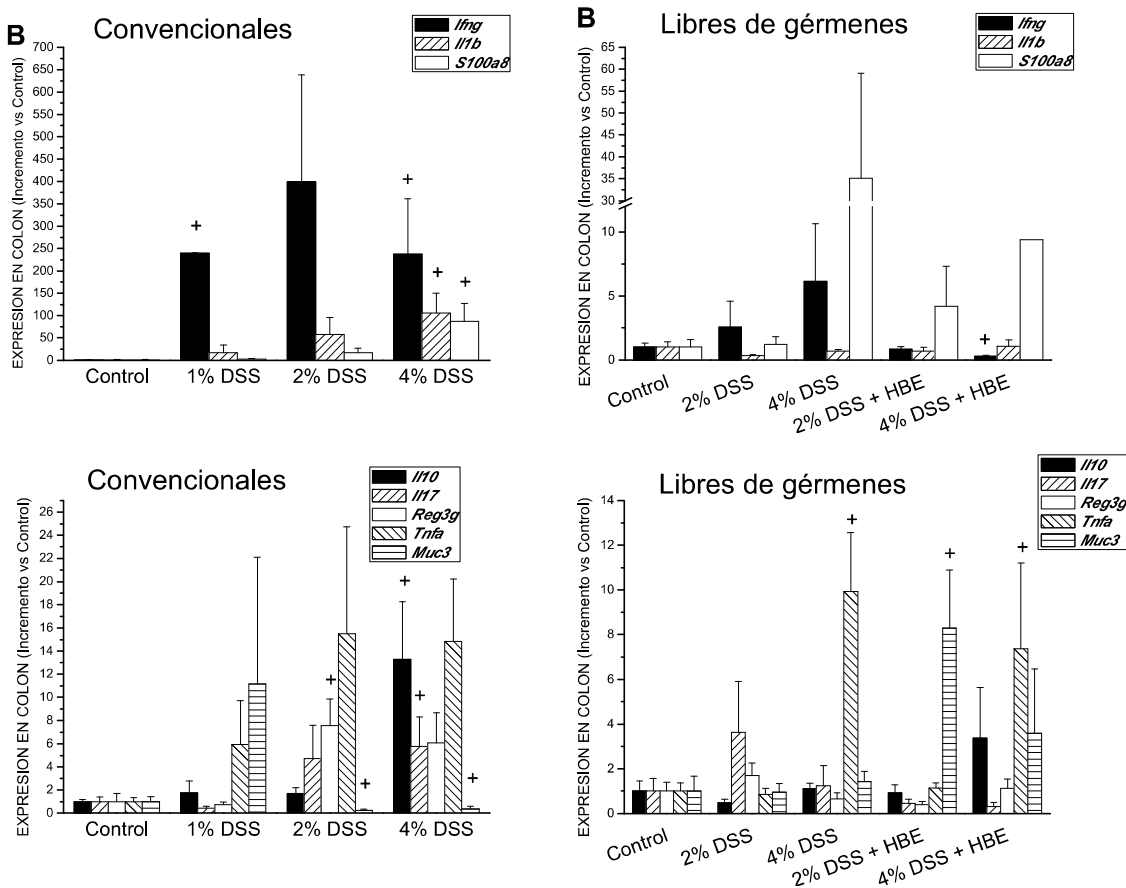 B
Convencionales
Ifng
Il1b
S100a8
EXPRESION EN COLON (Incremento vs Control)
700
650
600
550
500
450
400
350
300
250
200
150
100
50
0
+
+
+
+
Control
1% DSS
2% DSS
4% DSS
B
Libres de gérmenes
Ifng
Il1b
S100a8
EXPRESION EN COLON (Incremento vs Control)
65
60
55
50
45
40
35
30
10
5
0
+
Control
2% DSS
4% DSS
2% DSS + HBE
4% DSS + HBE
Convencionales
Il10
Il17
Reg3g
Tnfa
Muc3
EXPRESION EN COLON (Incremento vs Control)
26
24
22
20
18
16
14
12
10
8
6
4
2
0
+
+
+
+
+
Control
1% DSS
2% DSS
4% DSS
Libres de gérmenes
Il10
Il17
Reg3g
Tnfa
Muc3
EXPRESION EN COLON (Incremento vs Control)
14
12
10
8
6
4
2
0
+
+
+
Control
2% DSS
4% DSS
2% DSS + HBE
4% DSS + HBE